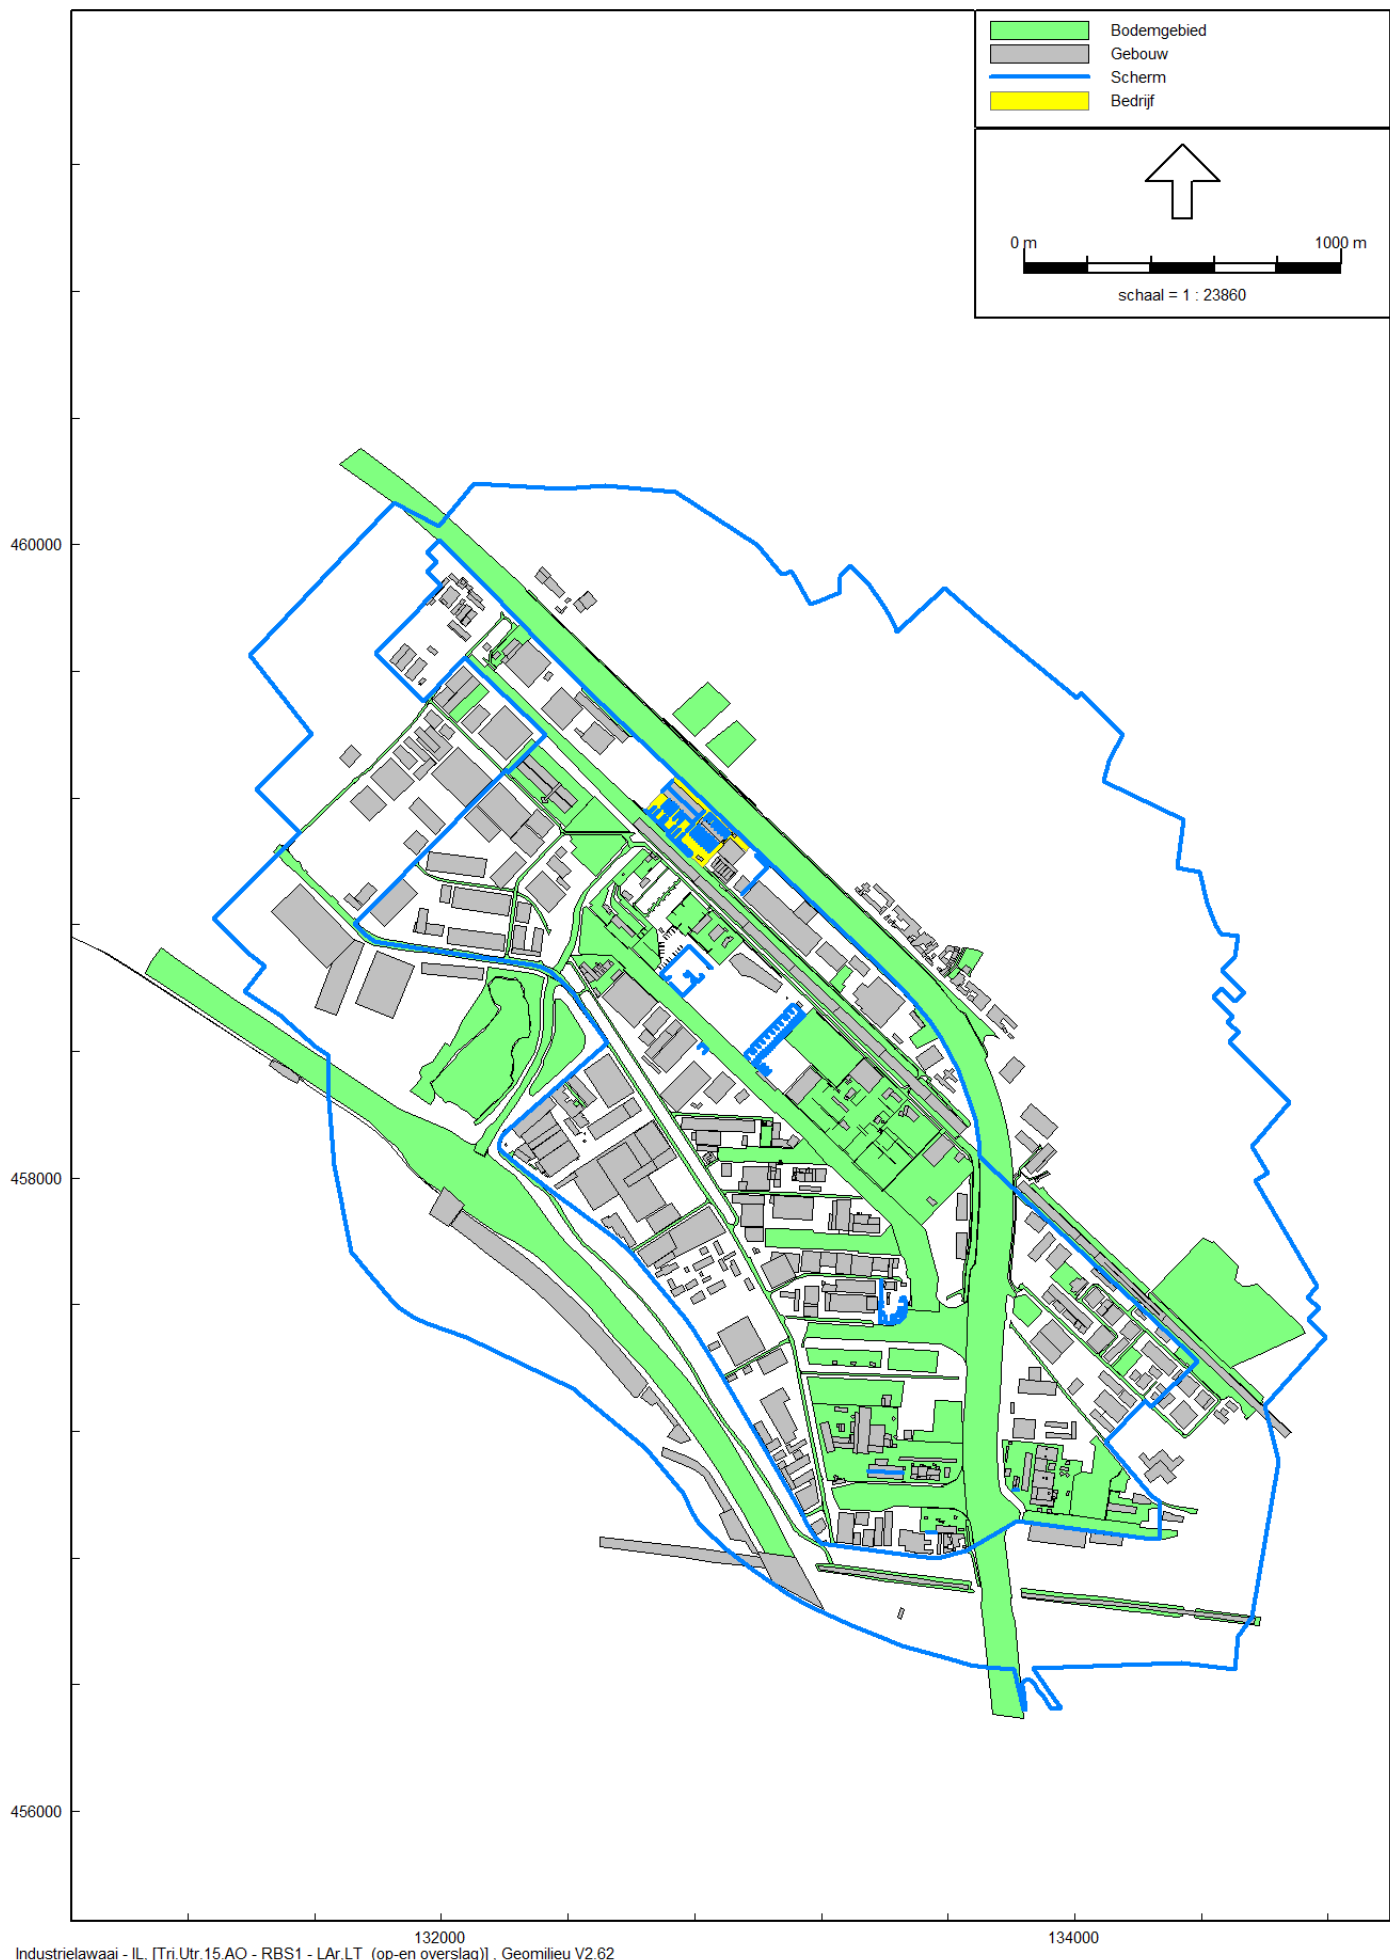 Bodemgebied
Gebouw
Scherm
Bedrijf
0 m 1000 m
schaal = 1 : 23860
460000
458000
456000
132000 134000
Industrielawaai - IL, [Tri.Utr.15.AO - RBS1 - LAr,LT (op-en overslag)] , Geomilieu V2.62